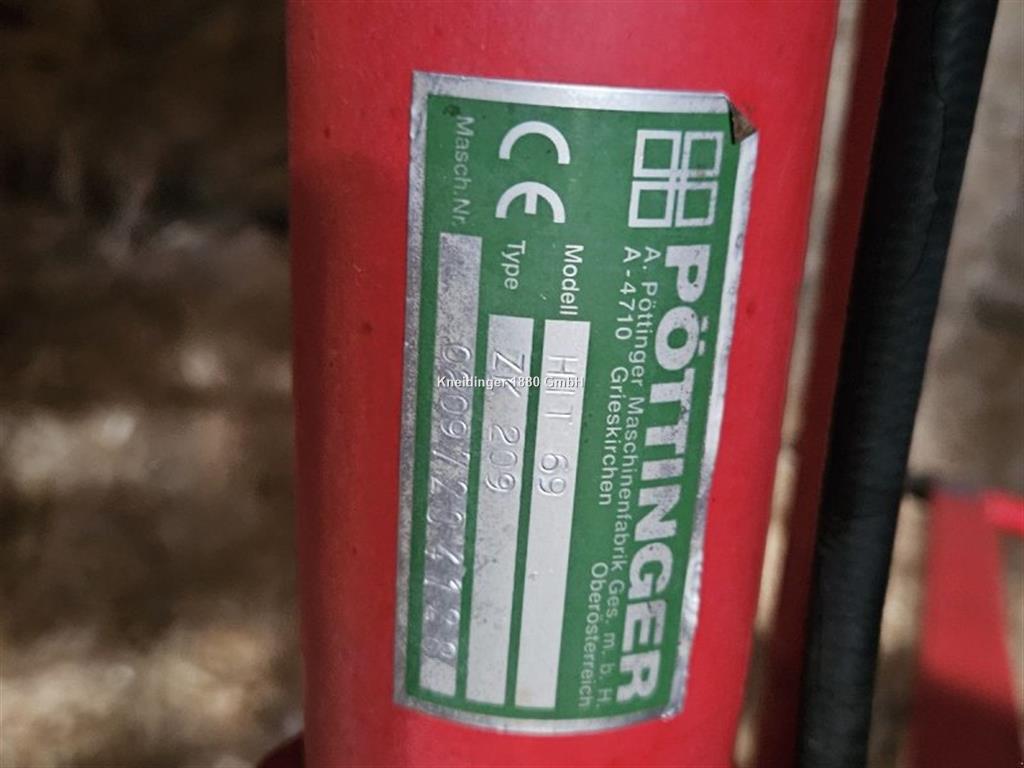 PÖTTINGER
A. Pöttinger Maschinenfabrik Ges. m. b. H.
A-4710 Grieskirchen Oberösterreich
CE
Modell HIT 69
Type ZK 209
Masch.Nr.
Kneidinger 1880 GmbH